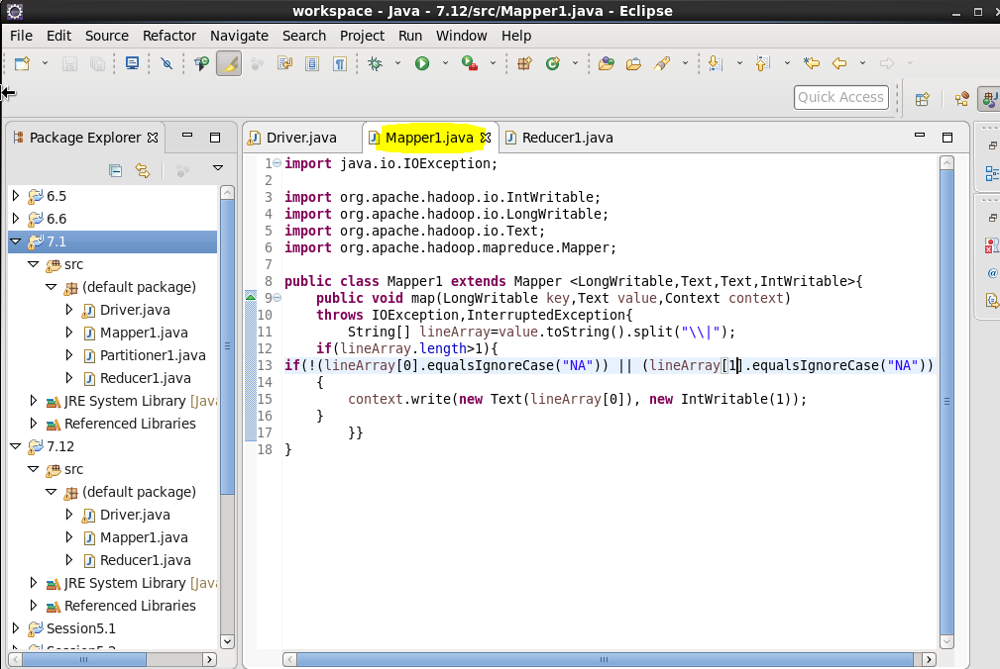 workspace - Java - 7.12/src/Mapper1.java - Eclipse
File Edit Source Refactor Navigate Search Project Run Window Help
Quick Access
Package Explorer
6.5
6.6
7.1
src
(default package)
Driver.java
Mapper1.java
Partitioner1.java
Reducer1.java
JRE System Library [Java
Referenced Libraries
7.12
src
(default package)
Driver.java
Mapper1.java
Reducer1.java
JRE System Library [Java
Referenced Libraries
Session5.1
Driver.java Mapper1.java Reducer1.java
1 import java.io.IOException;
2
3 import org.apache.hadoop.io.IntWritable;
4 import org.apache.hadoop.io.LongWritable;
5 import org.apache.hadoop.io.Text;
6 import org.apache.hadoop.mapreduce.Mapper;
7
8 public class Mapper1 extends Mapper <LongWritable,Text,Text,IntWritable>{
9 public void map(LongWritable key,Text value,Context context)
10 throws IOException,InterruptedException{
11 String[] lineArray=value.toString().split("\\|");
12 if(lineArray.length>1){
13 if(!(lineArray[0].equalsIgnoreCase("NA")) || (lineArray[1].equalsIgnoreCase("NA"))
14 {
15 context.write(new Text(lineArray[0]), new IntWritable(1));
16 }
17 }}
18 }